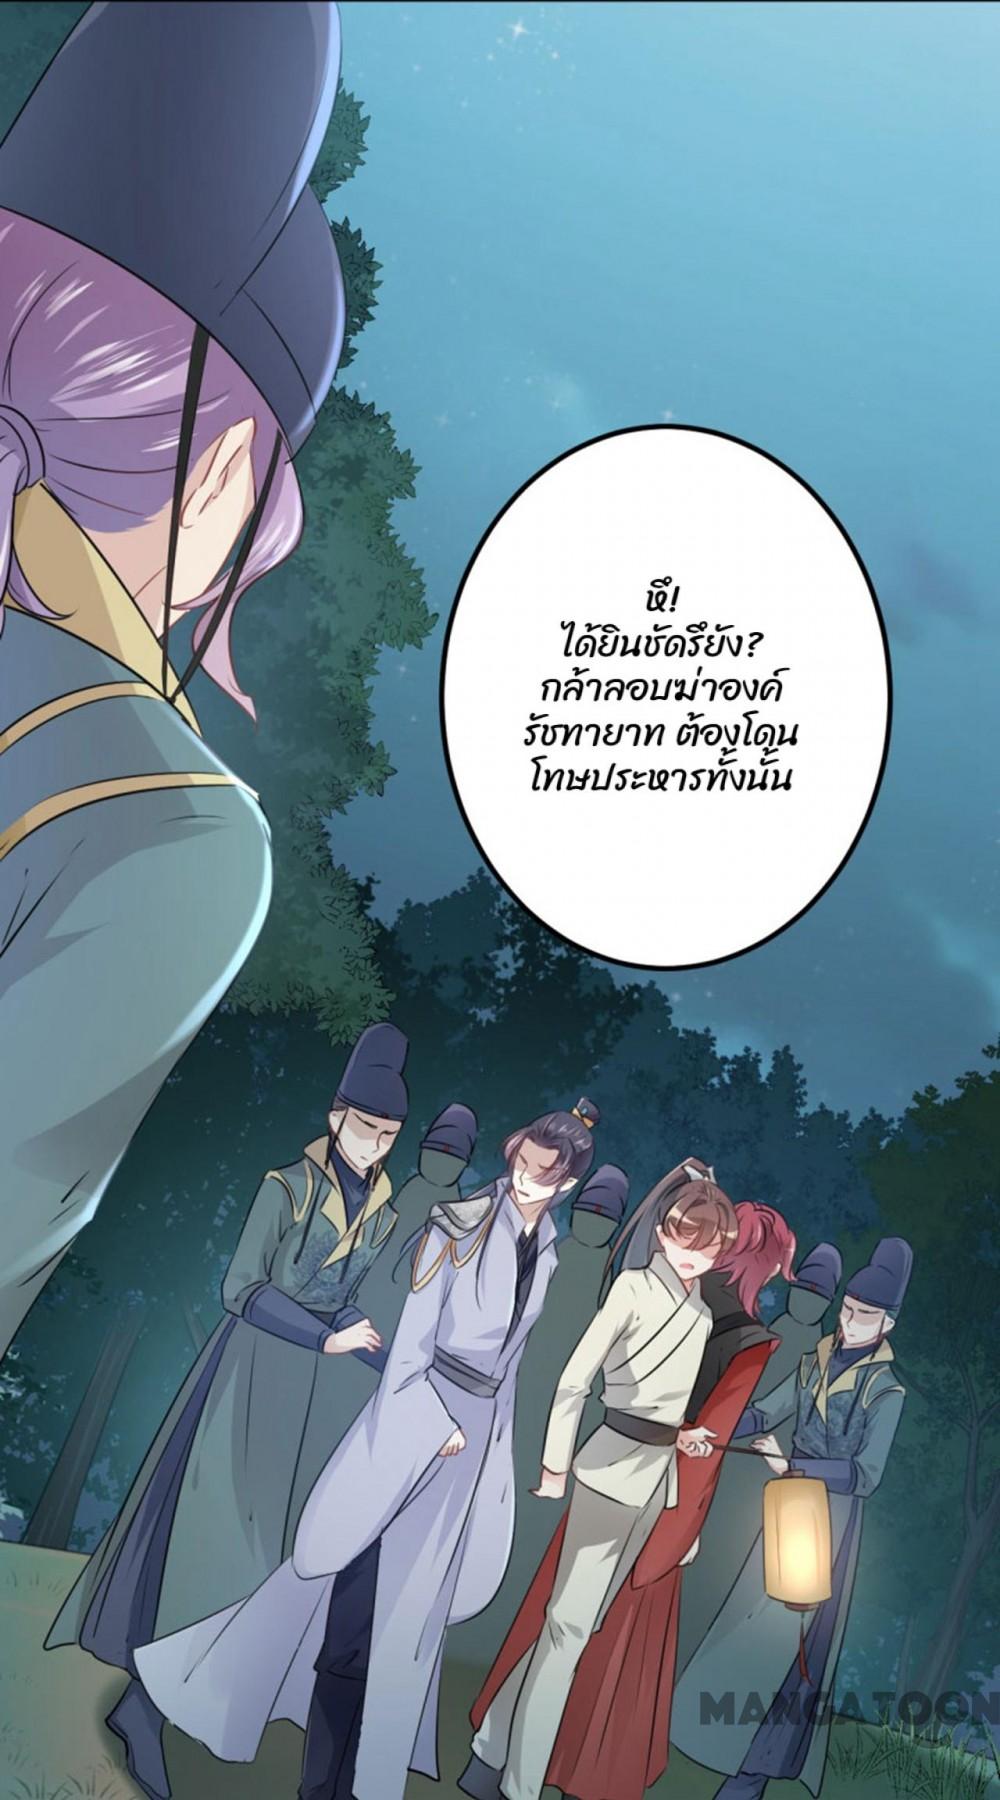 หึ!
ได้ยินชัดรึยัง?
กล้าลอบฆ่าองค์
รัชทายาท ต้องโดน
โทษประหารทั้งนั้น
MANGATOON